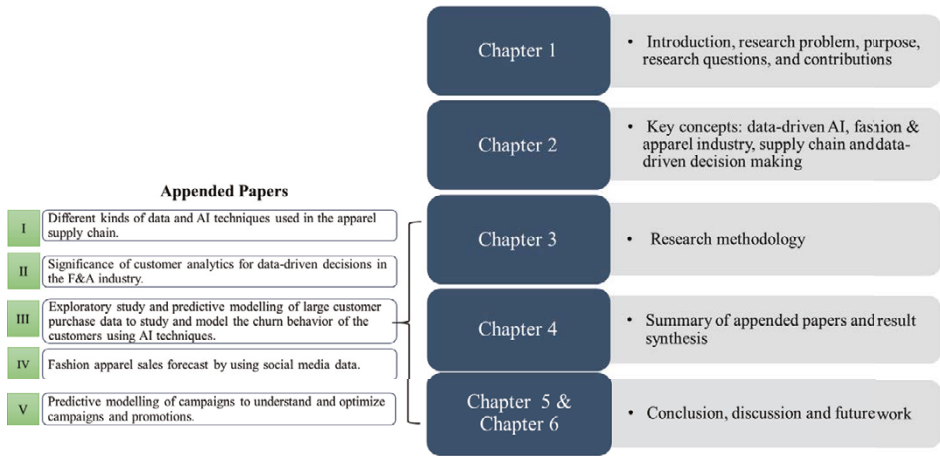 Appended Papers
I
Different kinds of data and AI techniques used in the apparel
supply chain.
II
Significance of customer analytics for data-driven decisions in
the F&A industry.
III
Exploratory study and predictive modelling of large customer
purchase data to study and model the churn behavior of the
customers using AI techniques.
IV
Fashion apparel sales forecast by using social media data.
V
Predictive modelling of campaigns to understand and optimize
campaigns and promotions.
Chapter 1
• Introduction, research problem, purpose,
research questions, and contributions
Chapter 2
• Key concepts: data-driven AI, fashion &
apparel industry, supply chain and data-
driven decision making
Chapter 3
• Research methodology
Chapter 4
• Summary of appended papers and result
synthesis
Chapter 5 &
Chapter 6
• Conclusion, discussion and future work